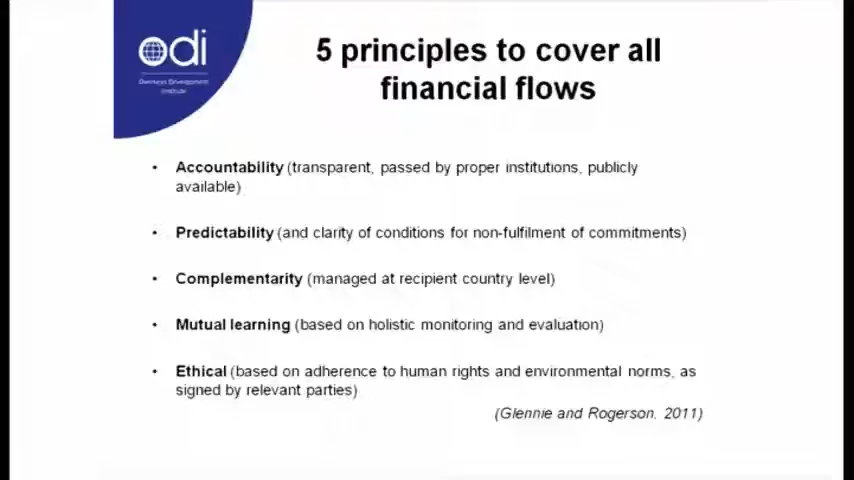 odi
Overseas Development
Institute
5 principles to cover all
financial flows
• Accountability (transparent, passed by proper institutions, publicly
available)
• Predictability (and clarity of conditions for non-fulfilment of commitments)
• Complementarity (managed at recipient country level)
• Mutual learning (based on holistic monitoring and evaluation)
• Ethical (based on adherence to human rights and environmental norms, as
signed by relevant parties)
(Glennie and Rogerson, 2011)